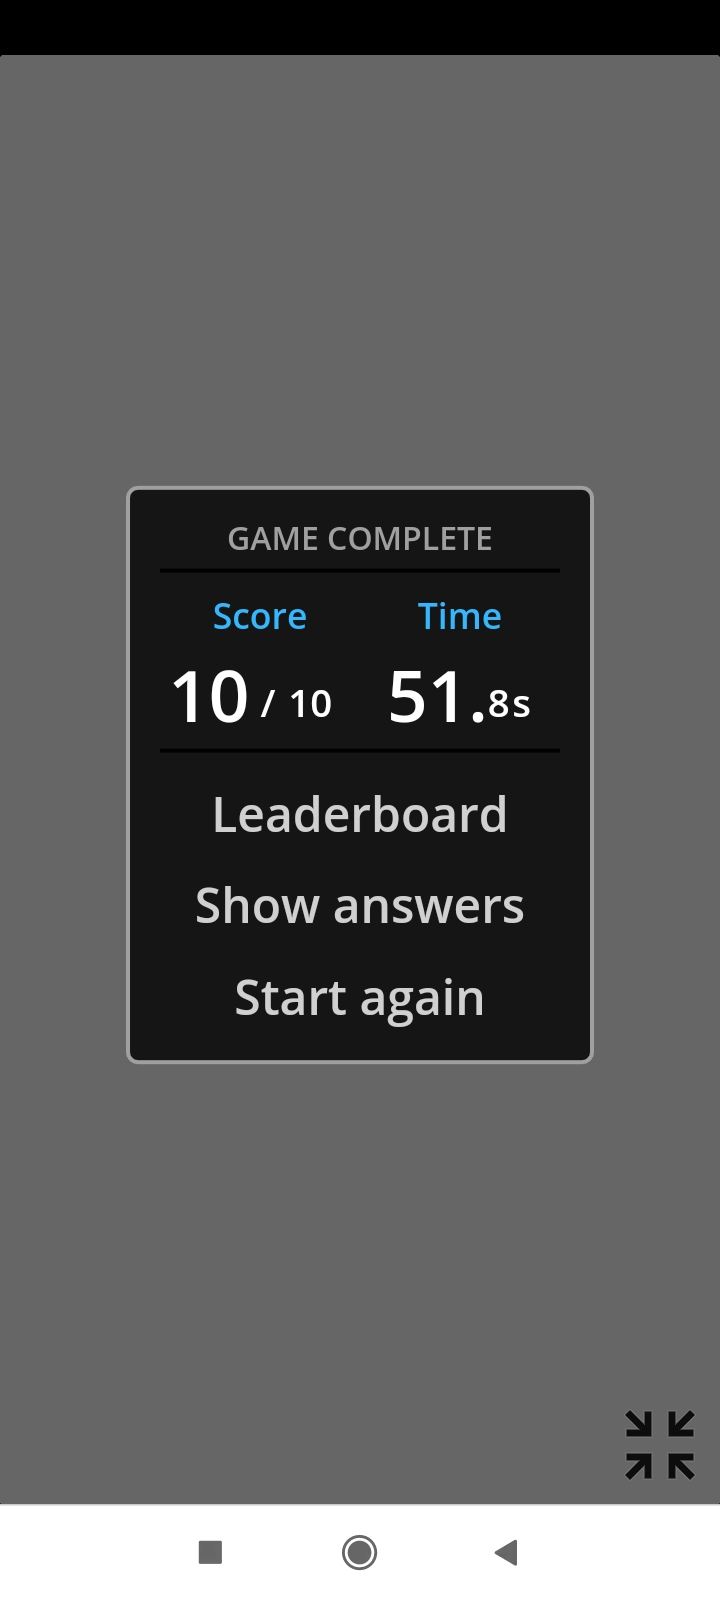 GAME COMPLETE
Score Time
10 / 10 51.8s
Leaderboard
Show answers
Start again